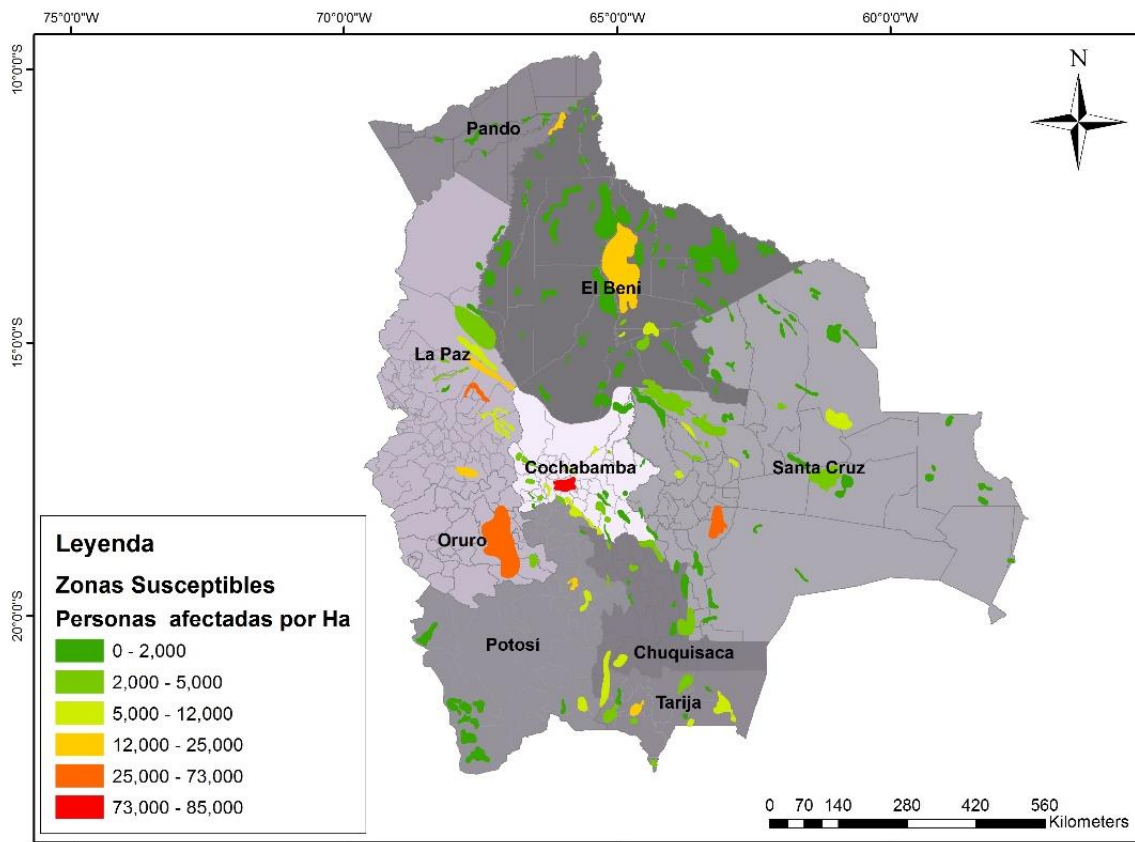 75°0'0"W
70°0'0"W
65°0'0"W
60°0'0"W
10°0'0"S
15°0'0"S
20°0'0"S
N
Pando
El Beni
La Paz
Cochabamba
Santa Cruz
Oruro
Potosí
Chuquisaca
Tarija
Leyenda
Zonas Susceptibles
Personas afectadas por Ha
0 - 2,000
2,000 - 5,000
5,000 - 12,000
12,000 - 25,000
25,000 - 73,000
73,000 - 85,000
0 70 140 280 420 560
Kilometers